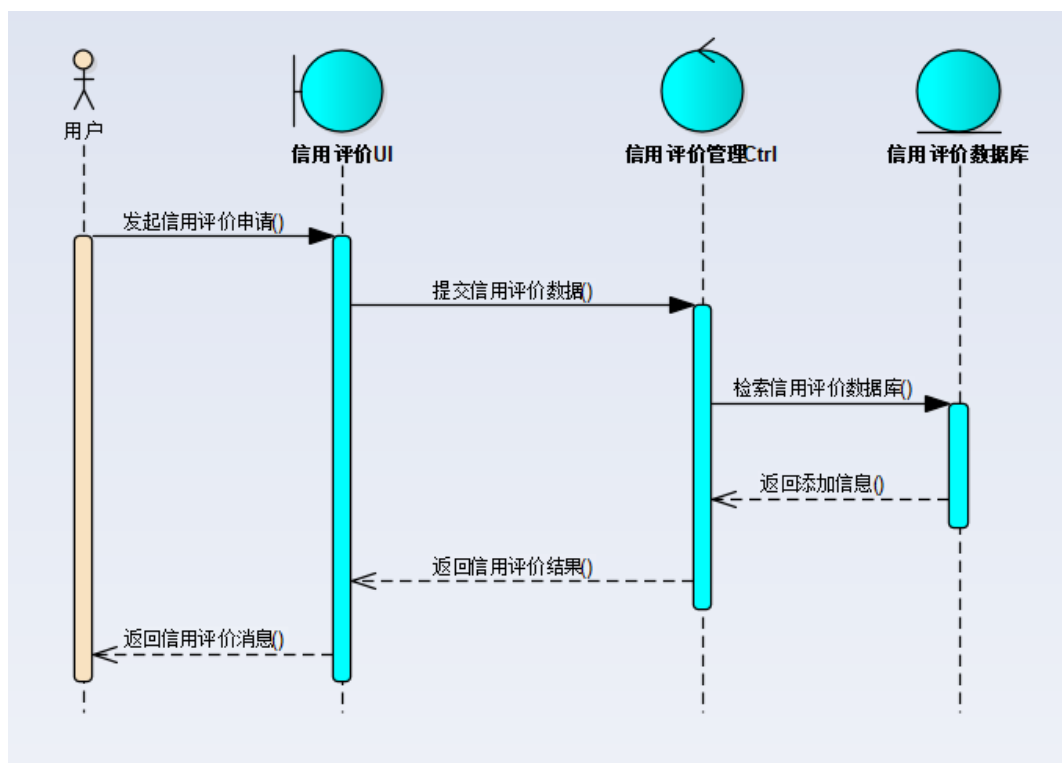 用户
信用评价UI
信用评价管理Ctrl
信用评价数据库
发起信用评价申请()
提交信用评价数据()
检索信用评价数据库()
返回添加信息()
返回信用评价结果()
返回信用评价消息()